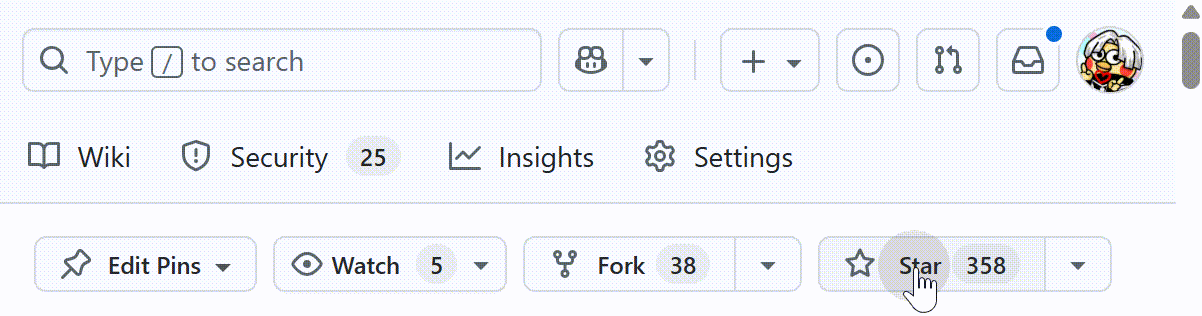 Type / to search
Wiki Security 25 Insights Settings
Edit Pins Watch 5 Fork 38 Star 358